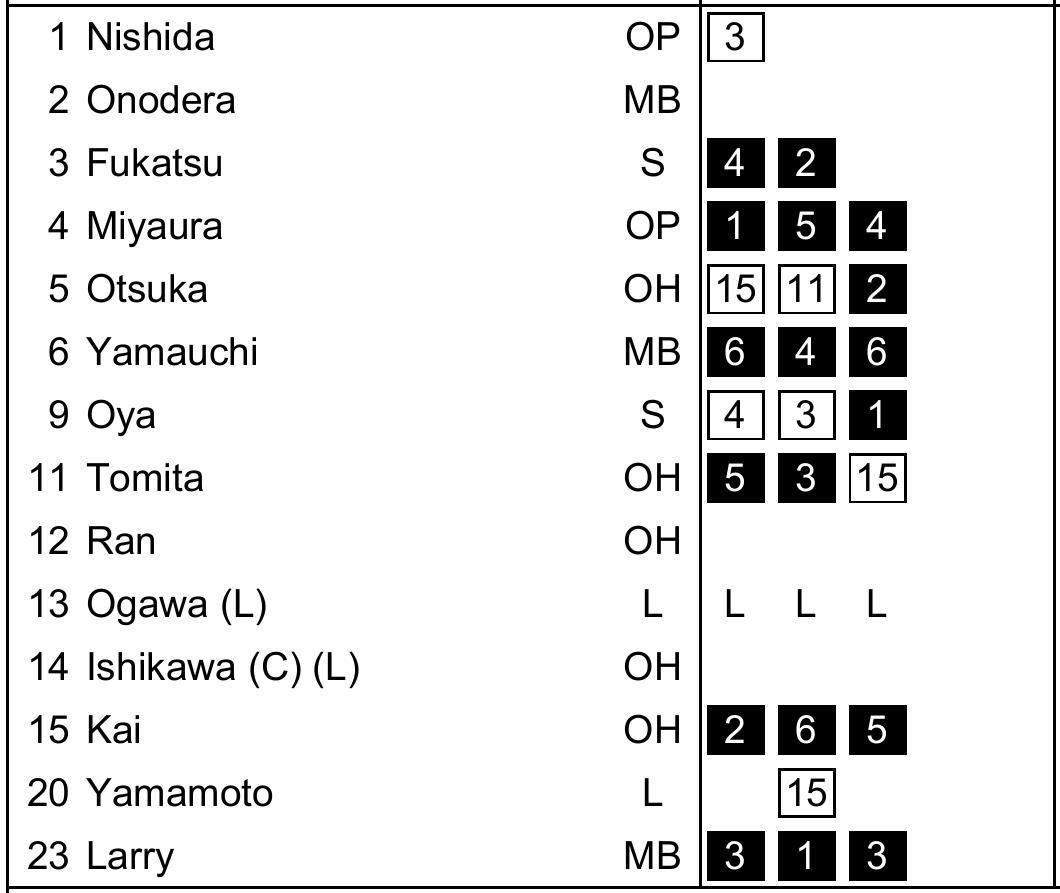 1 Nishida OP 3
2 Onodera MB
3 Fukatsu S 4 2
4 Miyaura OP 1 5 4
5 Otsuka OH 15 11 2
6 Yamauchi MB 6 4 6
9 Oya S 4 3 1
11 Tomita OH 5 3 15
12 Ran OH
13 Ogawa (L) L L L L
14 Ishikawa (C) (L) OH
15 Kai OH 2 6 5
20 Yamamoto L 15
23 Larry MB 3 1 3